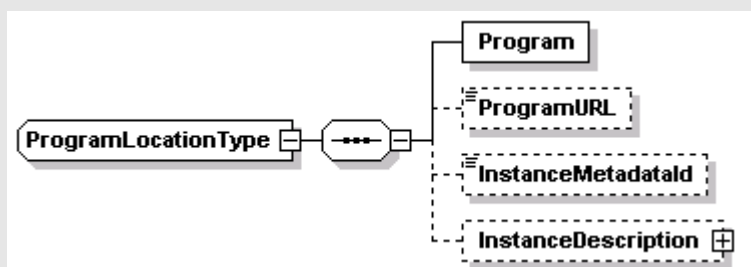 Program
ProgramURL
ProgramLocationType
InstanceMetadataId
InstanceDescription